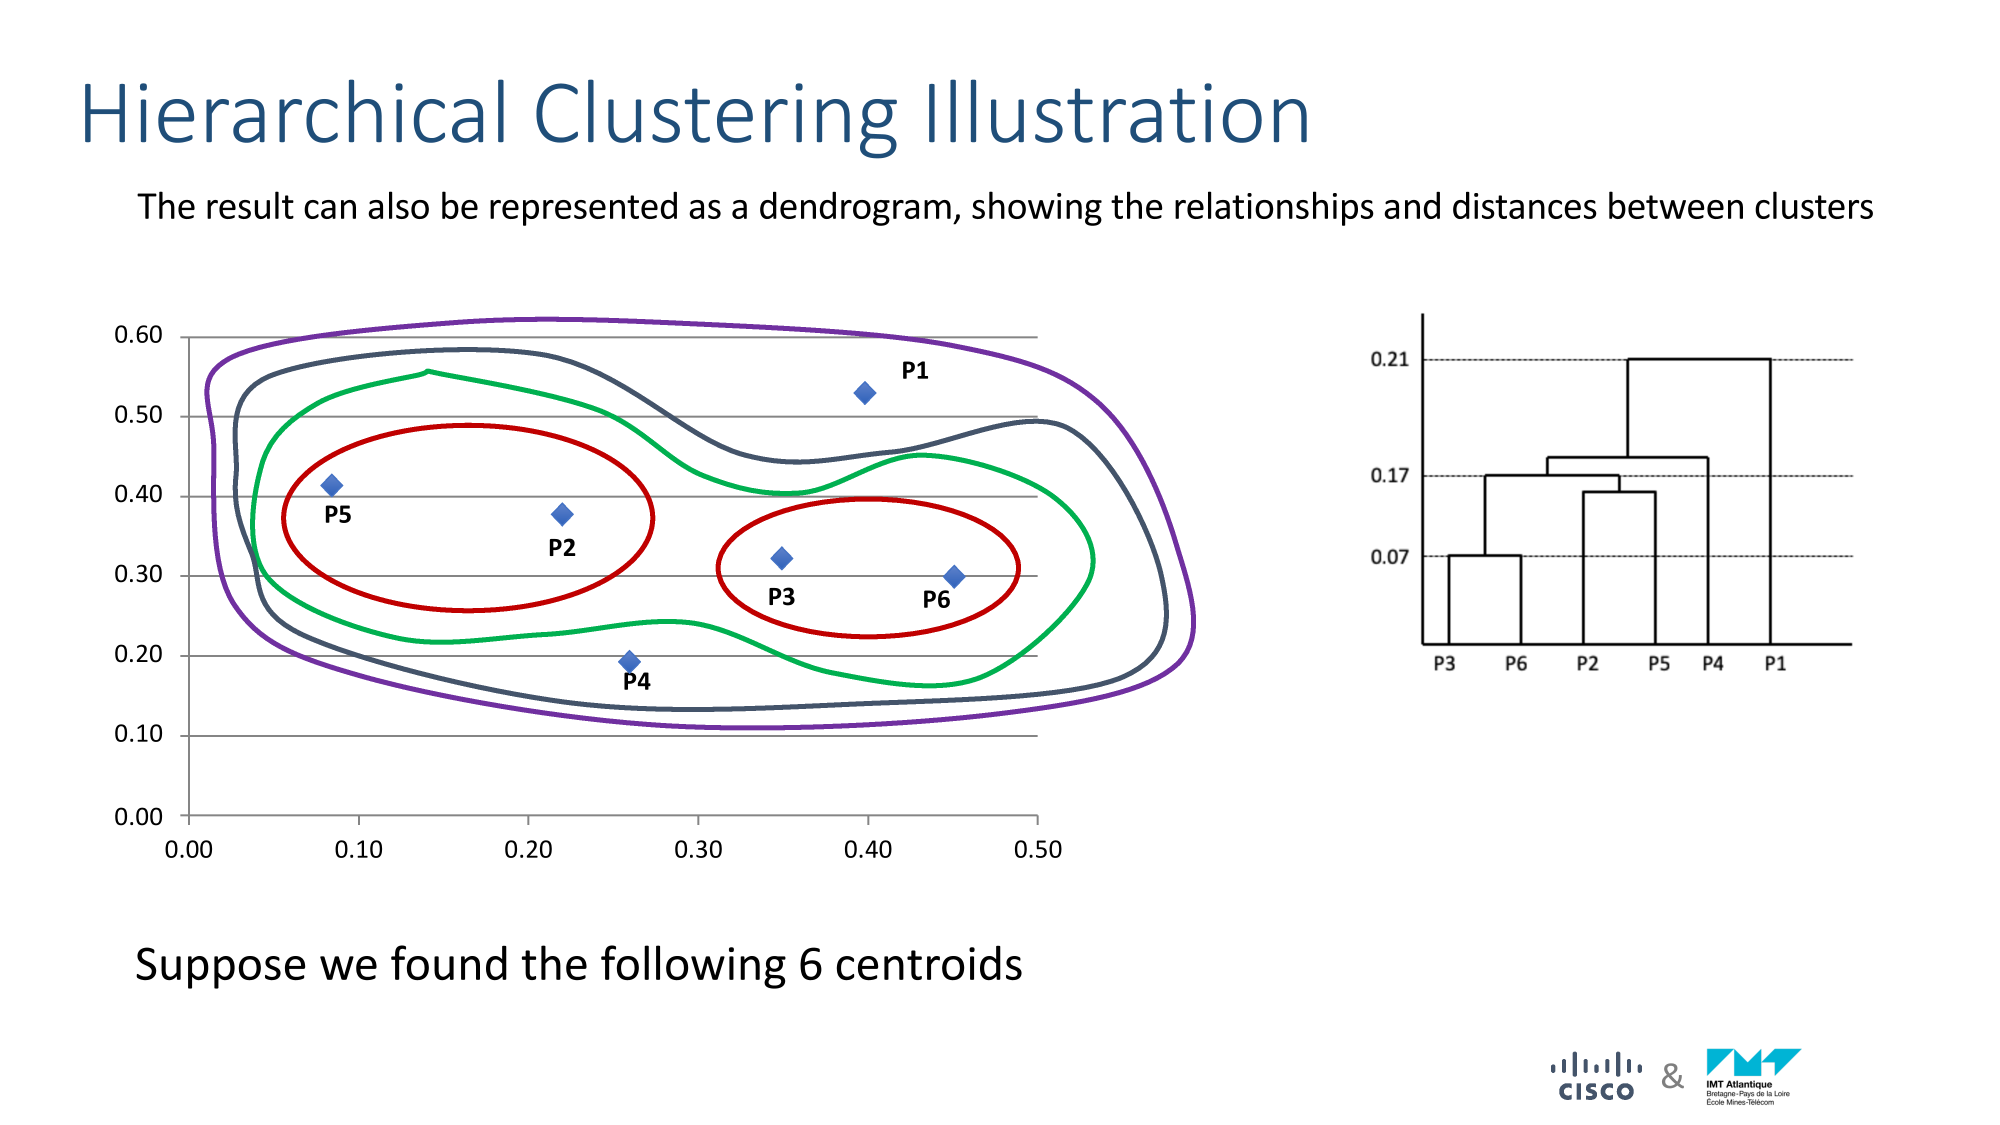 Hierarchical Clustering Illustration
The result can also be represented as a dendrogram, showing the relationships and distances between clusters
0.60
0.50
0.40
0.30
0.20
0.10
0.00
0.00 0.10 0.20 0.30 0.40 0.50
P1
P5
P2
P3
P6
P4
0.21
0.17
0.07
P3 P6 P2 P5 P4 P1
Suppose we found the following 6 centroids
CISCO
&
IMT Atlantique
Bretagne-Pays de la Loire
École Mines-Télécom